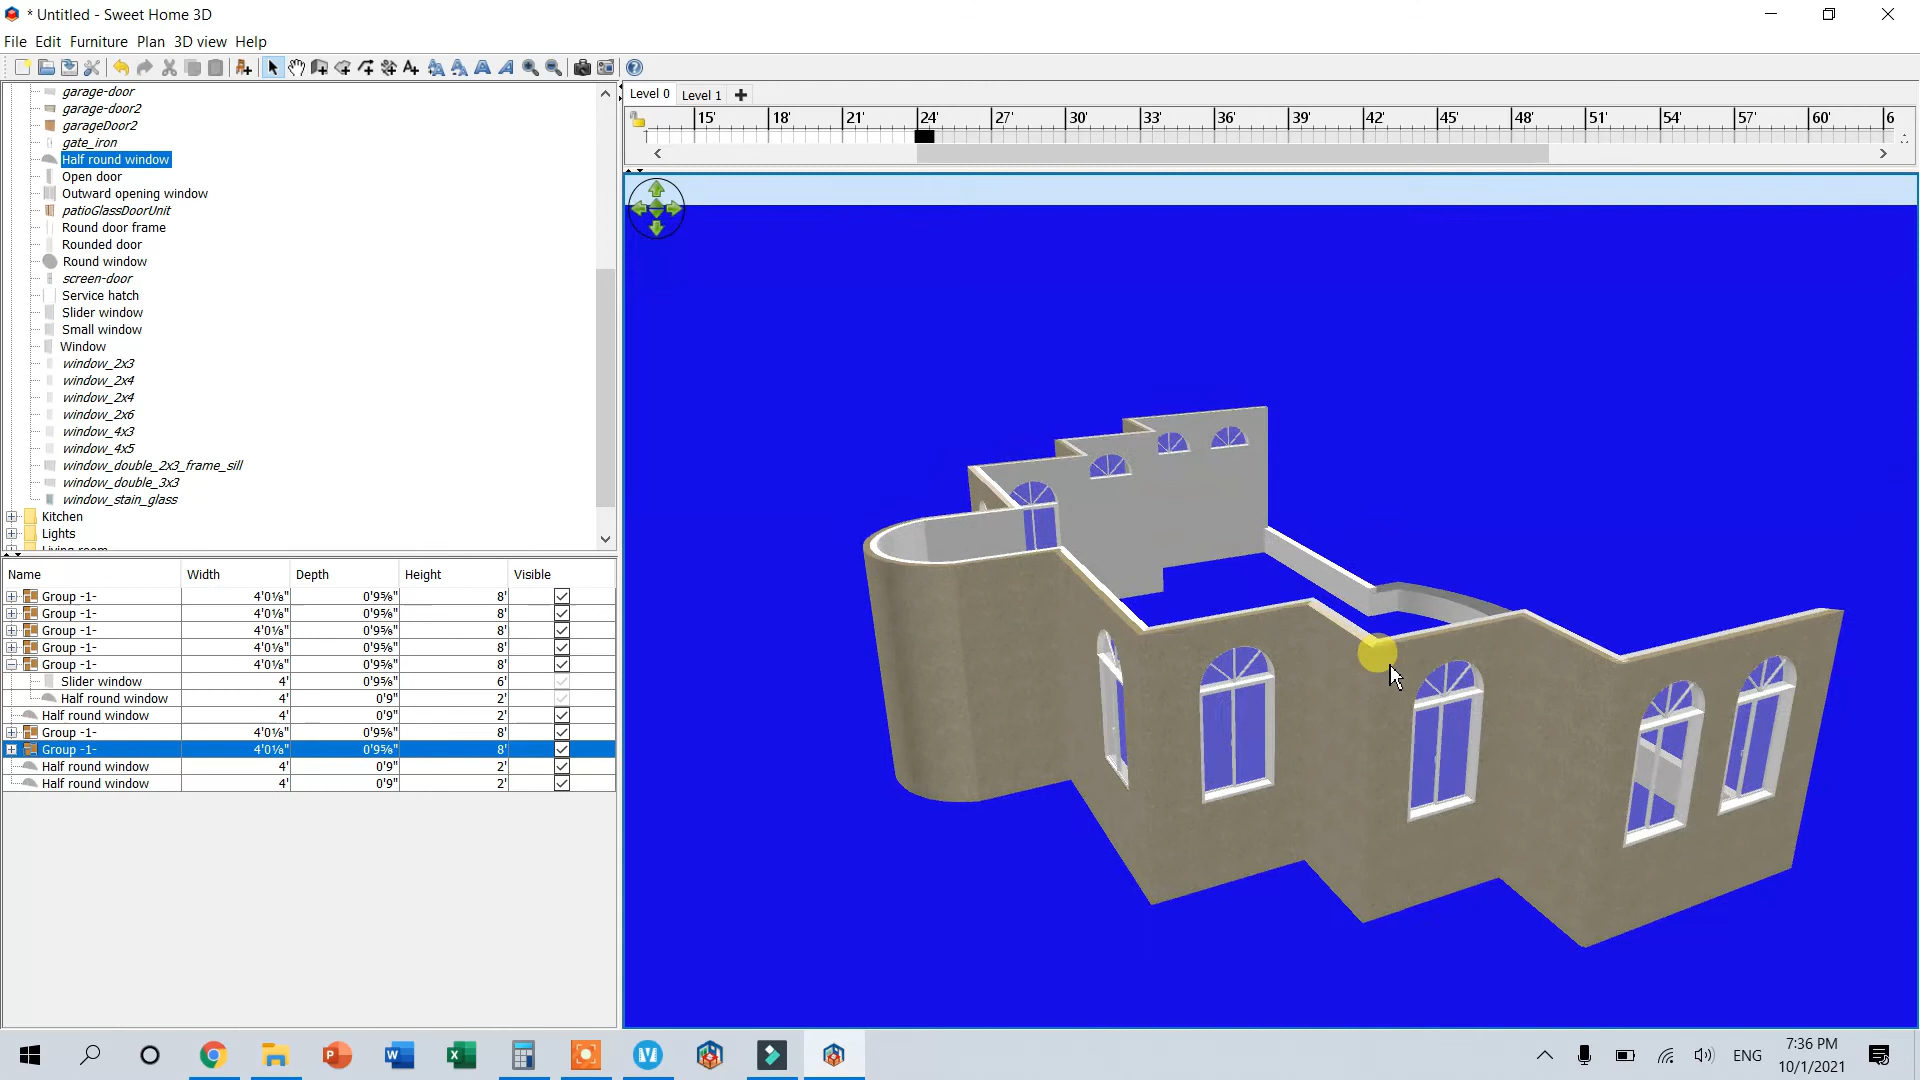 * Untitled - Sweet Home 3D
File Edit Furniture Plan 3D view Help
garage-door
garage-door2
garageDoor2
gate_iron
Half round window
Open door
Outward opening window
patioGlassDoorUnit
Round door frame
Rounded door
Round window
screen-door
Service hatch
Slider window
Small window
Window
window_2x3
window_2x4
window_2x4
window_2x6
window_4x3
window_4x5
window_double_2x3_frame_sill
window_double_3x3
window_stain_glass
Kitchen
Lights
Living room
Level 0 Level 1
15' 18' 21' 24' 27' 30' 33' 36' 39' 42' 45' 48' 51' 54' 57' 60' 6
Name Width Depth Height Visible
Group -1- 4'0⅛" 0'9⅝" 8'
Group -1- 4'0⅛" 0'9⅝" 8'
Group -1- 4'0⅛" 0'9⅝" 8'
Group -1- 4'0⅛" 0'9⅝" 8'
Group -1- 4'0⅛" 0'9⅝" 8'
Slider window 4' 0'9⅝" 6'
Half round window 4' 0'9" 2'
Half round window 4' 0'9" 2'
Group -1- 4'0⅛" 0'9⅝" 8'
Group -1- 4'0⅛" 0'9⅝" 8'
Half round window 4' 0'9" 2'
Half round window 4' 0'9" 2'
ENG
7:36 PM
10/1/2021